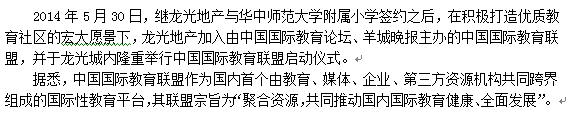 2014 年 5 月 30 日，继龙光地产与华中师范大学附属小学签约之后，在积极打造优质教
育社区的宏太愿景下，龙光地产加入由中国国际教育论坛、羊城晚报主办的中国国际教育联
盟，并于龙光城内隆重举行中国国际教育联盟启动仪式。
据悉，中国国际教育联盟作为国内首个由教育、媒体、企业、第三方资源机构共同跨界
组成的国际性教育平台，其联盟宗旨为“聚合资源，共同推动国内国际教育健康、全面发展”。